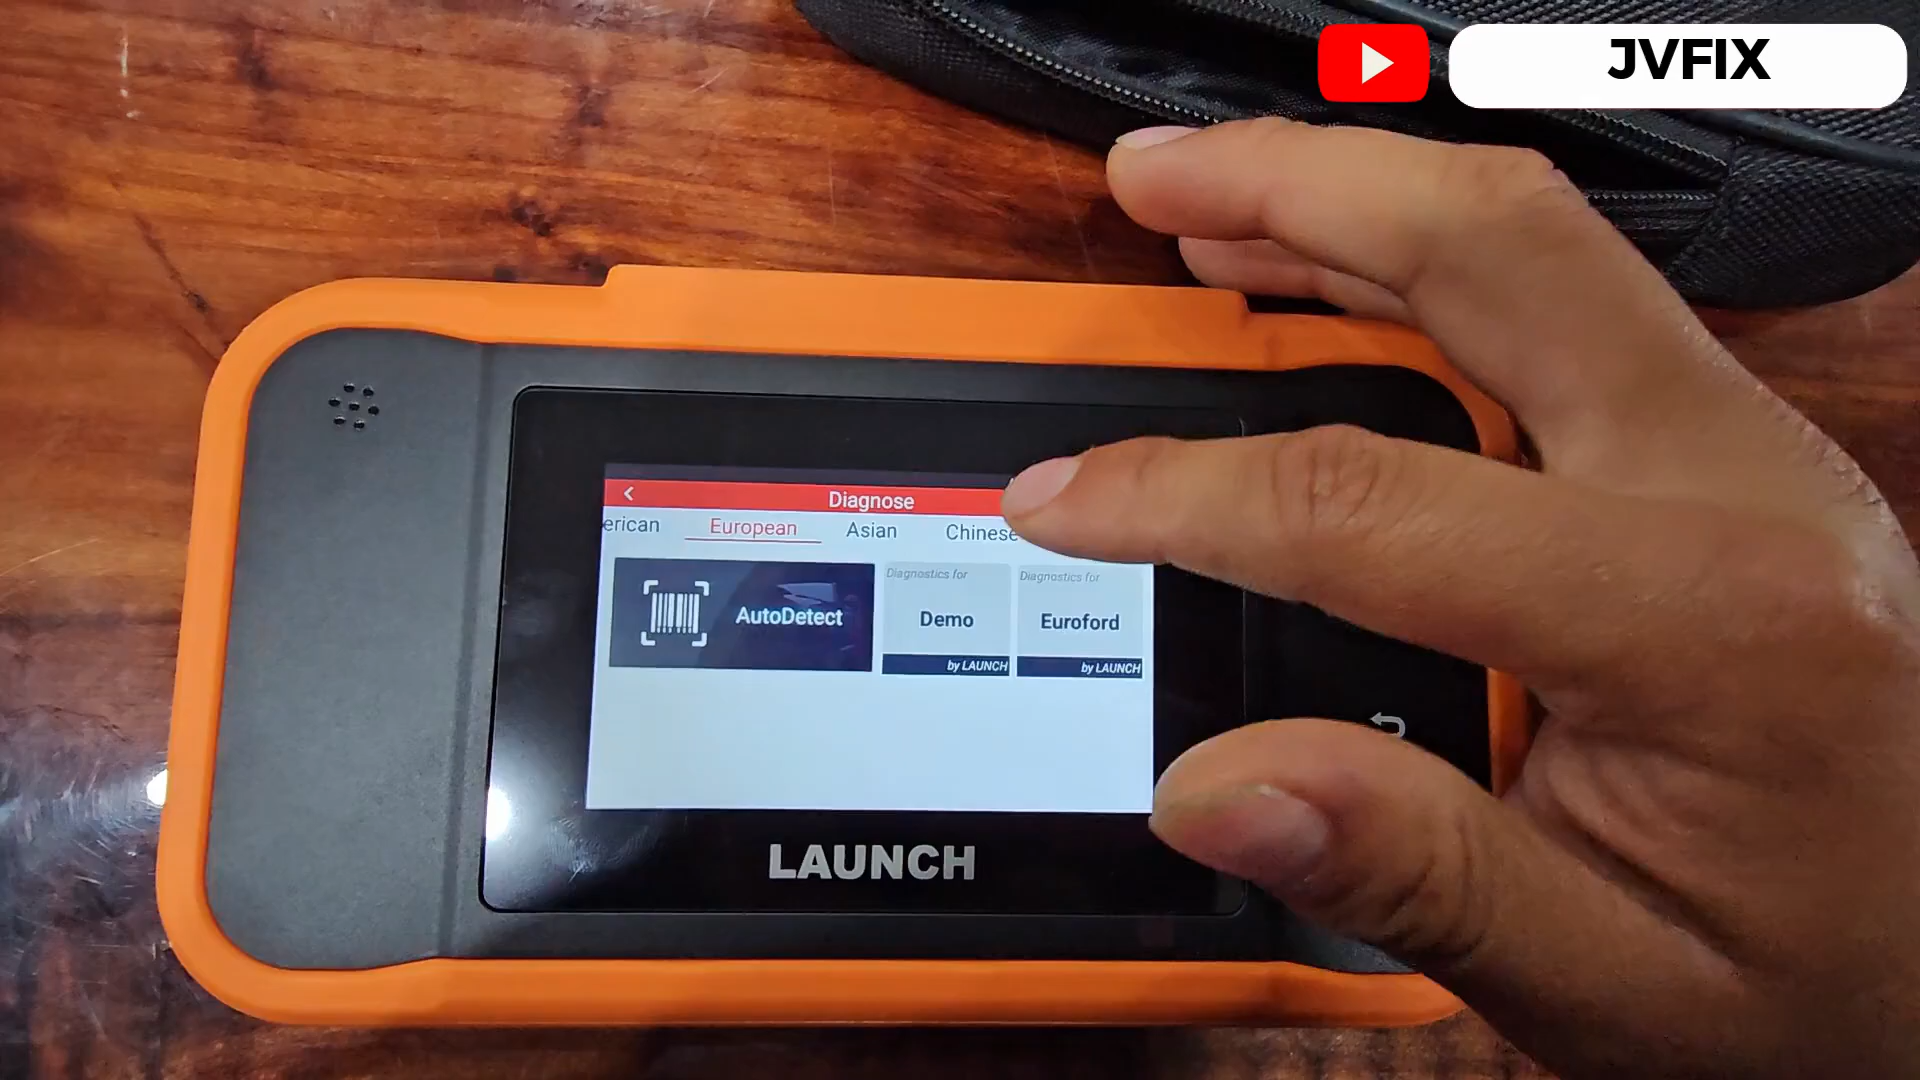 JVFIX
Diagnose
erican European Asian Chinese
AutoDetect
Diagnostics for
Demo
by LAUNCH
Diagnostics for
Euroford
by LAUNCH
LAUNCH